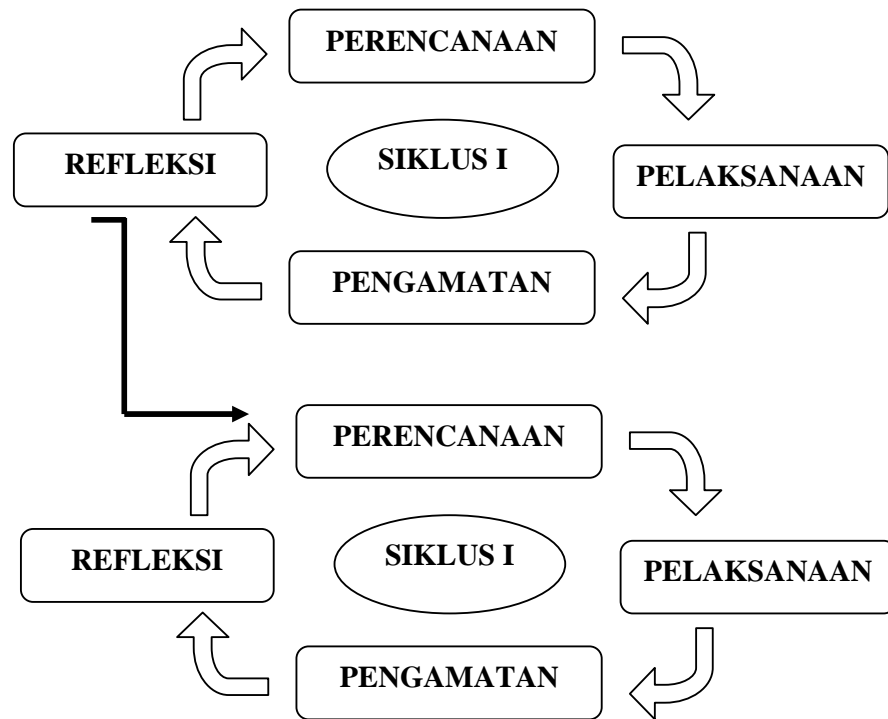 PERENCANAAN
REFLEKSI
SIKLUS I
PELAKSANAAN
PENGAMATAN
PERENCANAAN
REFLEKSI
SIKLUS I
PELAKSANAAN
PENGAMATAN